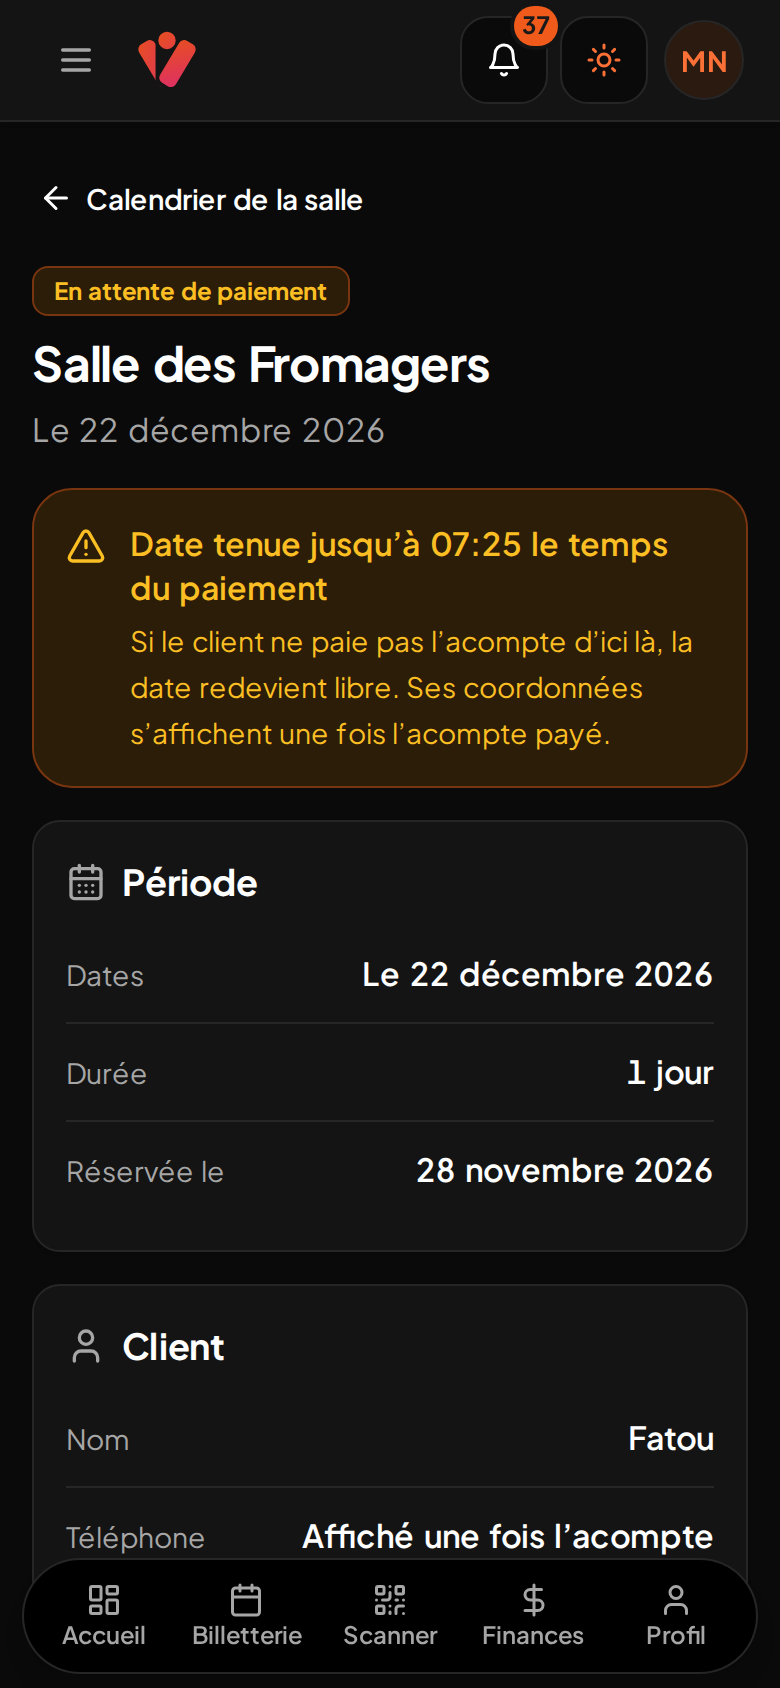 37
MN
Calendrier de la salle
En attente de paiement
Salle des Fromagers
Le 22 décembre 2026
Date tenue jusqu’à 07:25 le temps
du paiement
Si le client ne paie pas l’acompte d’ici là, la
date redevient libre. Ses coordonnées
s’affichent une fois l’acompte payé.
Période
Dates Le 22 décembre 2026
Durée 1 jour
Réservée le 28 novembre 2026
Client
Nom Fatou
Téléphone Affiché une fois l’acompte
Accueil Billetterie Scanner Finances Profil